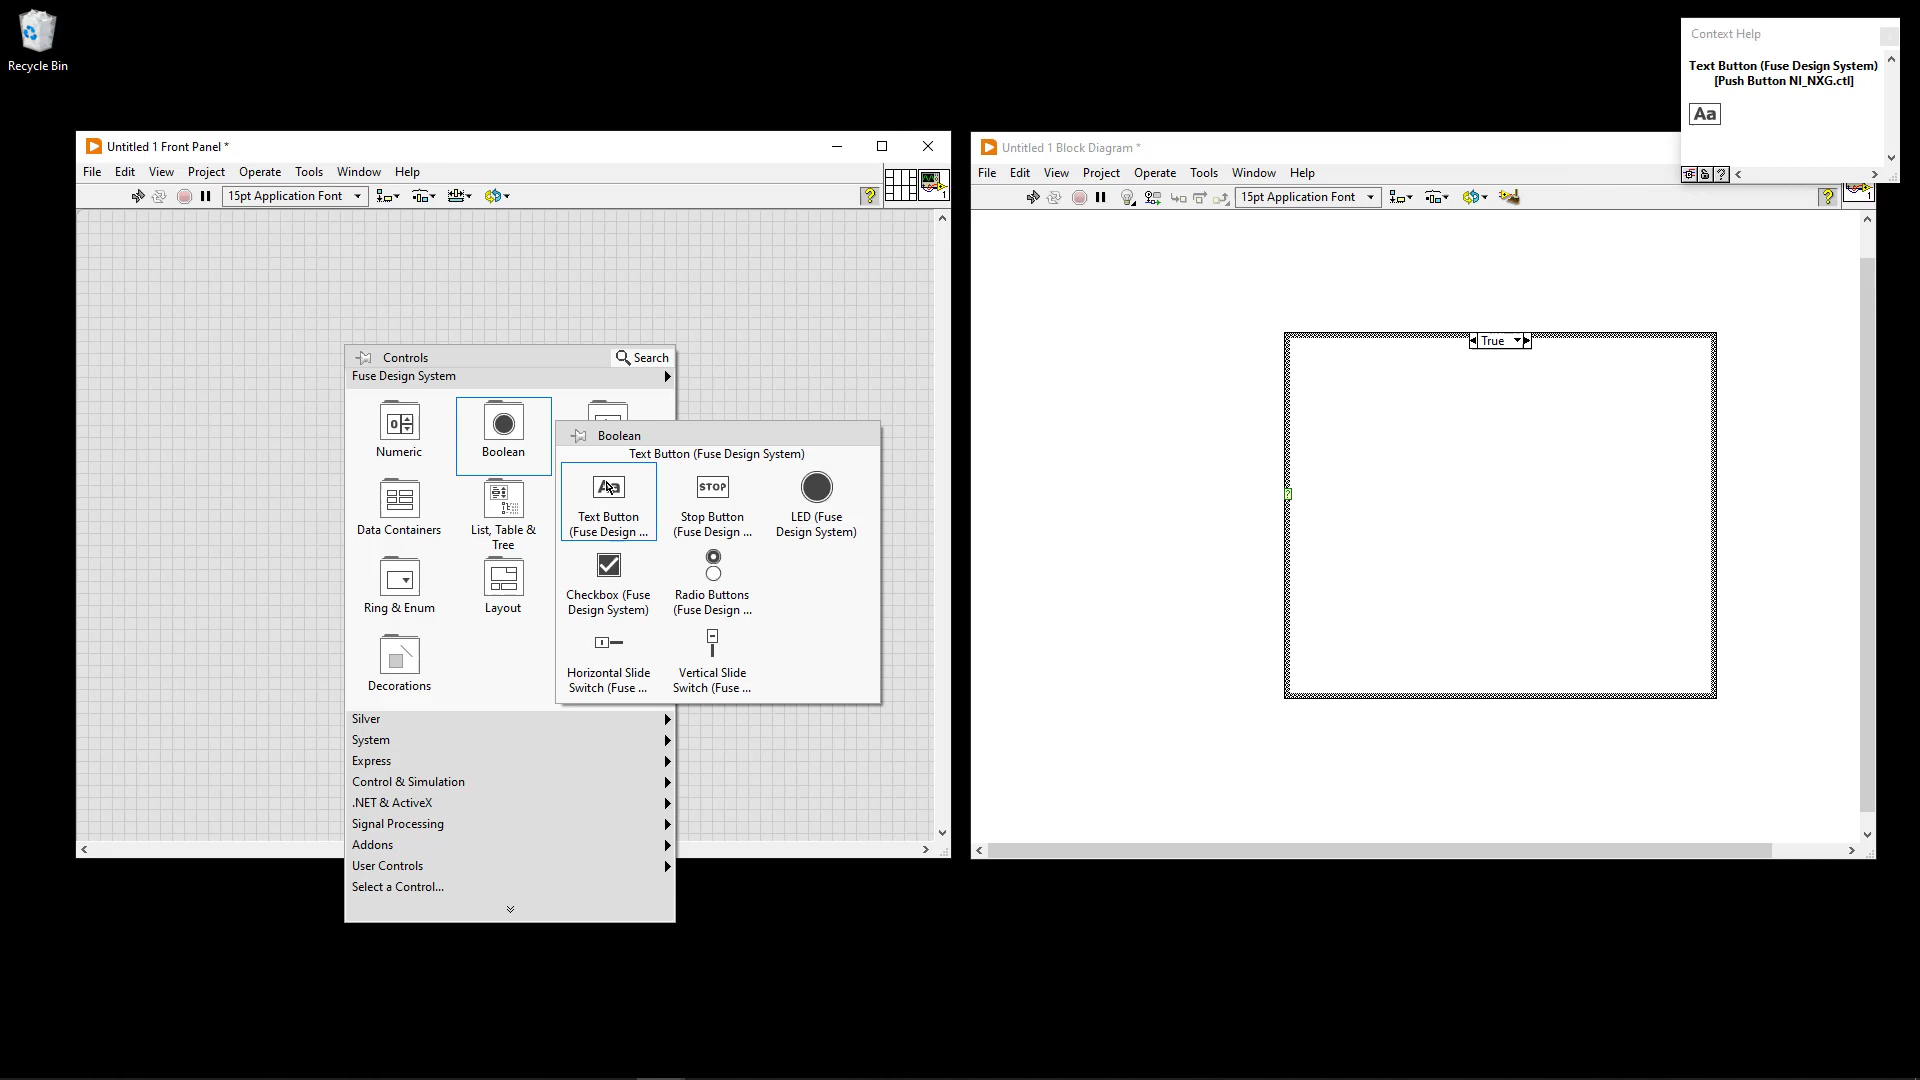 Recycle Bin
Context Help
Text Button (Fuse Design System)
[Push Button NI_NXG.ctl]
Aa
Untitled 1 Front Panel *
File Edit View Project Operate Tools Window Help
15pt Application Font
?
1
Untitled 1 Block Diagram *
File Edit View Project Operate Tools Window Help
15pt Application Font
?
1
?
Controls
Search
Fuse Design System
0
Numeric
Boolean
Data Containers
List, Table &
Tree
Ring & Enum
Layout
Decorations
Boolean
Text Button (Fuse Design System)
Aa
STOP
Text Button
(Fuse Design ...
Stop Button
(Fuse Design ...
LED (Fuse
Design System)
Checkbox (Fuse
Design System)
Radio Buttons
(Fuse Design ...
Horizontal Slide
Switch (Fuse ...
Vertical Slide
Switch (Fuse ...
Silver
System
Express
Control & Simulation
.NET & ActiveX
Signal Processing
Addons
User Controls
Select a Control...
True
?